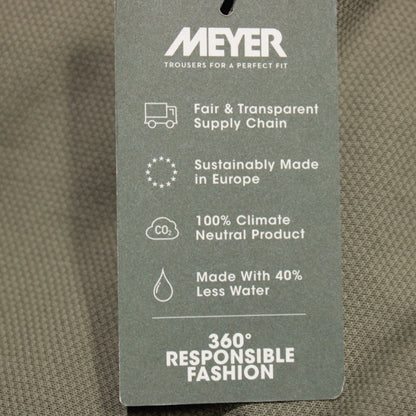 MEYER
TROUSERS FOR A PERFECT FIT
Fair & Transparent
Supply Chain
Sustainably Made
in Europe
CO₂
100% Climate
Neutral Product
Made With 40%
Less Water
360°
RESPONSIBLE
FASHION